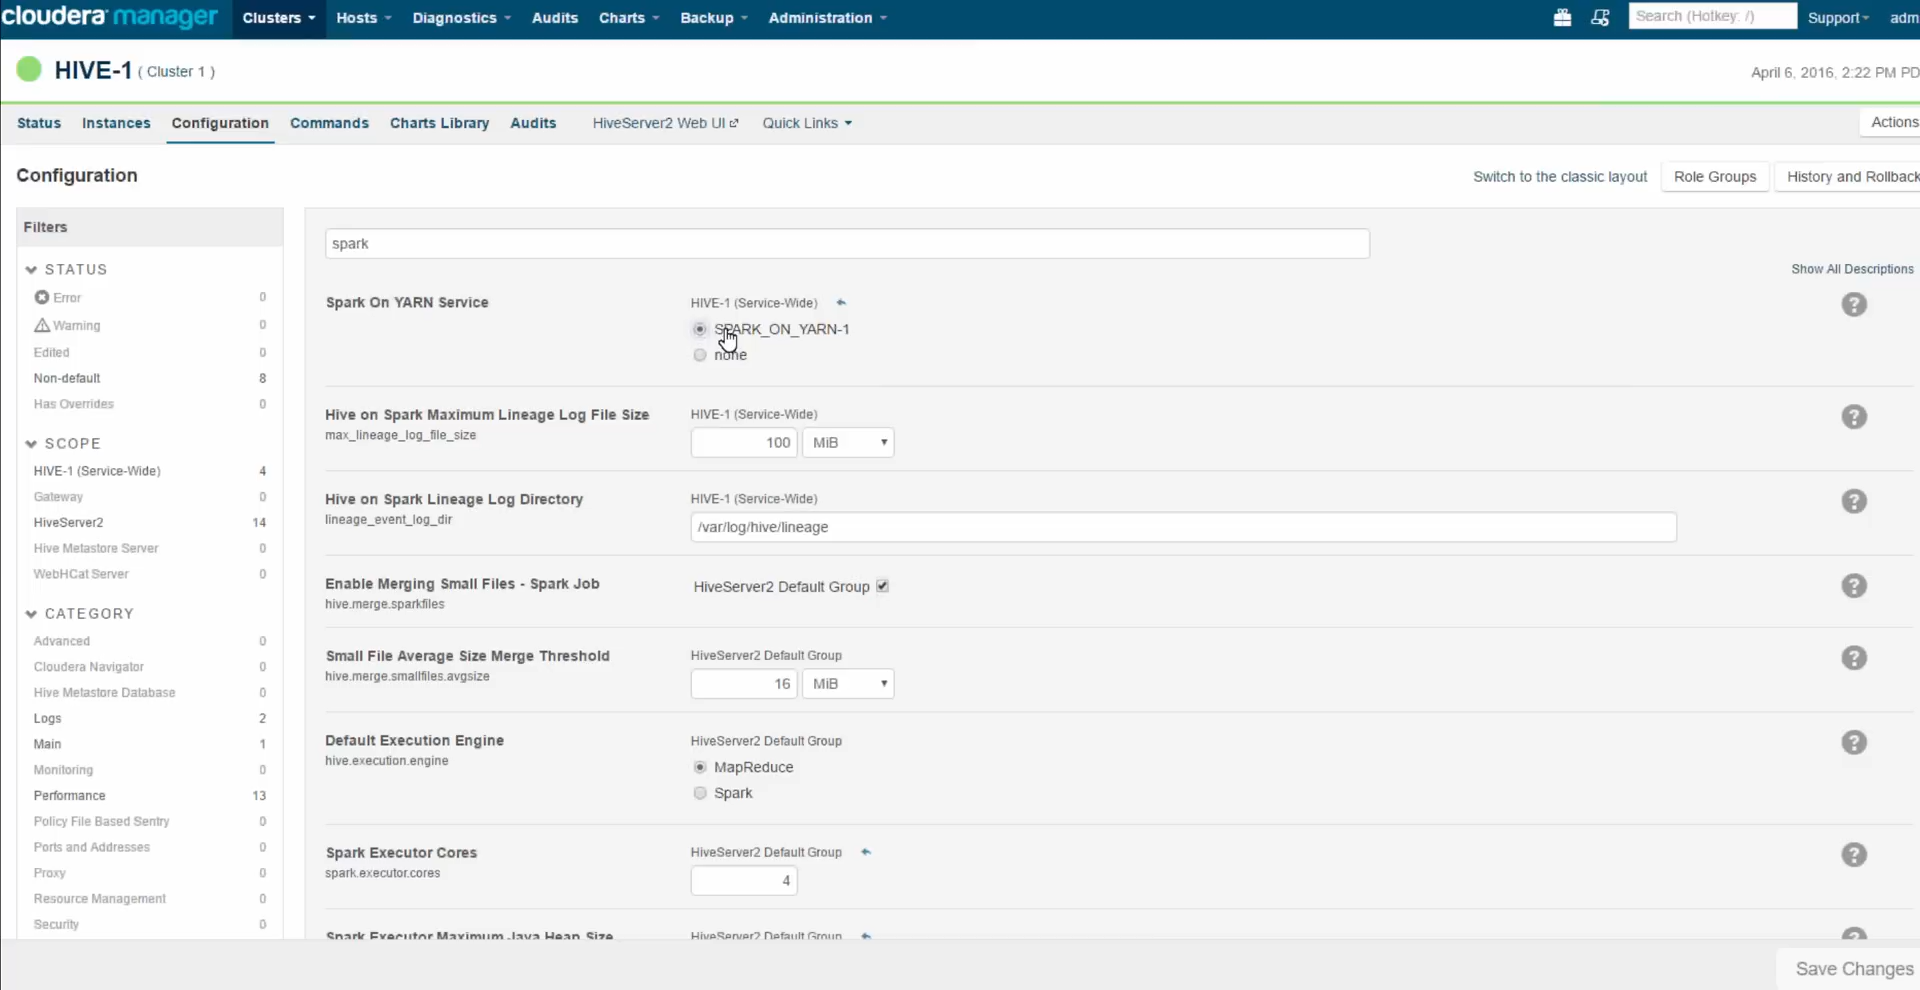 cloudera manager Clusters Hosts Diagnostics Audits Charts Backup Administration Search (Hotkey: /) Support adm
HIVE-1 ( Cluster 1 ) April 6, 2016, 2:22 PM PD
Status Instances Configuration Commands Charts Library Audits HiveServer2 Web UI Quick Links Actions
Configuration Switch to the classic layout Role Groups History and Rollback
Filters
STATUS
Error 0
Warning 0
Edited 0
Non-default 8
Has Overrides 0
SCOPE
HIVE-1 (Service-Wide) 4
Gateway 0
HiveServer2 14
Hive Metastore Server 0
WebHCat Server 0
CATEGORY
Advanced 0
Cloudera Navigator 0
Hive Metastore Database 0
Logs 2
Main 1
Monitoring 0
Performance 13
Policy File Based Sentry 0
Ports and Addresses 0
Proxy 0
Resource Management 0
Security 0
spark
Show All Descriptions
Spark On YARN Service HIVE-1 (Service-Wide) ?
SPARK_ON_YARN-1
none
Hive on Spark Maximum Lineage Log File Size HIVE-1 (Service-Wide) ?
max_lineage_log_file_size
100 MiB
Hive on Spark Lineage Log Directory HIVE-1 (Service-Wide) ?
lineage_event_log_dir
/var/log/hive/lineage
Enable Merging Small Files - Spark Job HiveServer2 Default Group ?
hive.merge.sparkfiles
Small File Average Size Merge Threshold HiveServer2 Default Group ?
hive.merge.smallfiles.avgsize
16 MiB
Default Execution Engine HiveServer2 Default Group ?
hive.execution.engine
MapReduce
Spark
Spark Executor Cores HiveServer2 Default Group ?
spark.executor.cores
4
Spark Executor Maximum Java Heap Size HiveServer2 Default Group ?
Save Changes